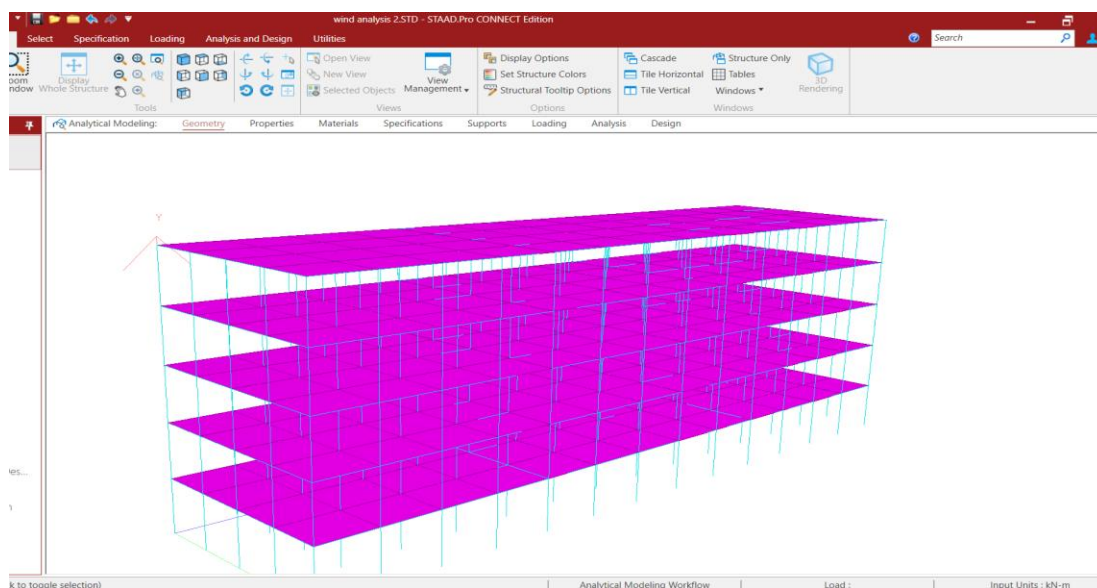 wind analysis 2.STD - STAAD.Pro CONNECT Edition
Select Specification Loading Analysis and Design Utilities Search
Display
Whole Structure
Tools
Open View
New View
Selected Objects
View
Management
Views
Display Options
Set Structure Colors
Structural Tooltip Options
Options
Cascade
Tile Horizontal
Tile Vertical
Structure Only
Tables
Windows
Windows
3D
Rendering
Analytical Modeling: Geometry Properties Materials Specifications Supports Loading Analysis Design
Y
k to toggle selection) Analytical Modeling Workflow Load : Input Units : kN-m